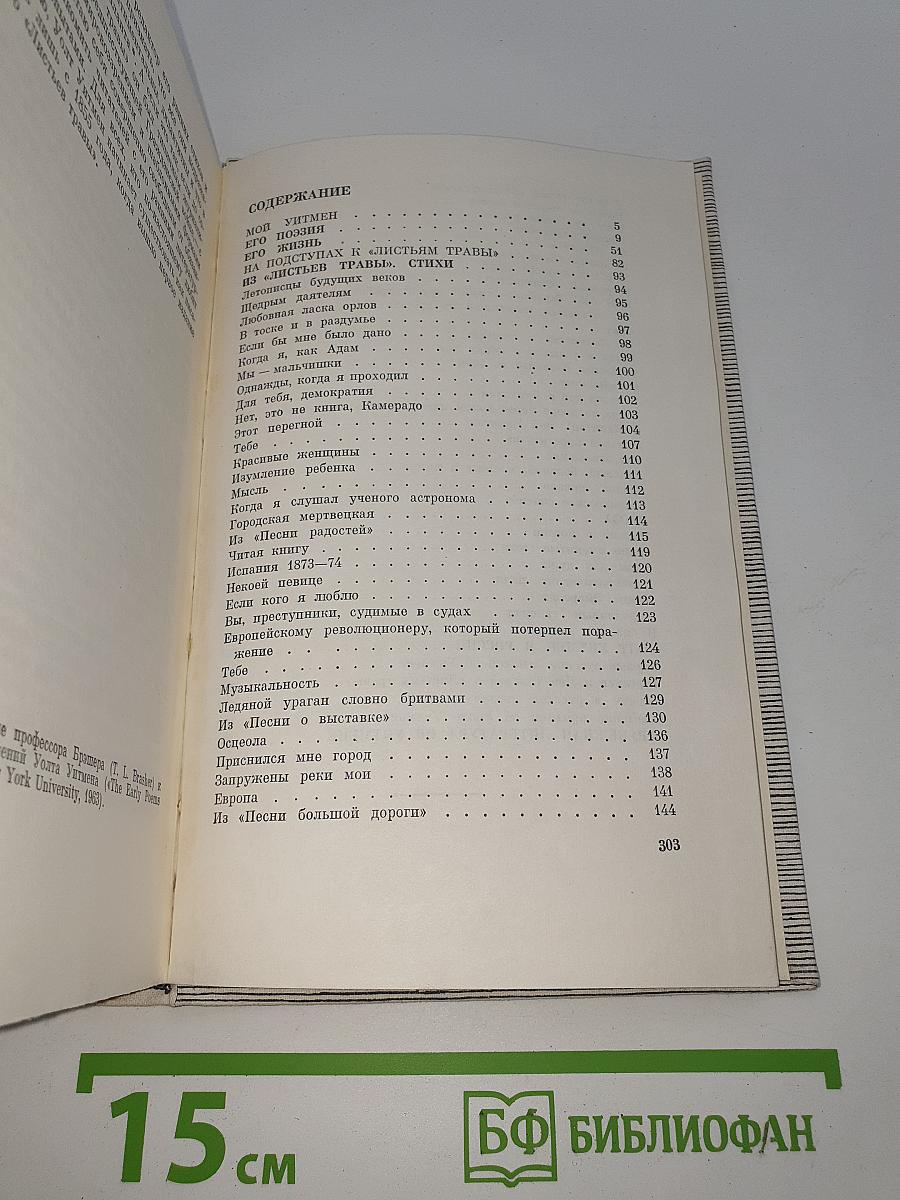 СОДЕРЖАНИЕ
МОЙ УИТМЕН . . . . . . . . . . . . 5
ЕГО ПОЭЗИЯ . . . . . . . . . . . . 9
ЕГО ЖИЗНЬ . . . . . . . . . . . . 51
НА ПОДСТУПАХ К «ЛИСТЬЯМ ТРАВЫ» . . . . . 82
ИЗ «ЛИСТЬЕВ ТРАВЫ». СТИХИ . . . . . . . 93
Летописцы будущих веков . . . . . . . . . 94
Щедрым даятелям . . . . . . . . . . . 95
Любовная ласка орлов . . . . . . . . . . 96
В тоске и в раздумье . . . . . . . . . . 97
Если бы мне было дано . . . . . . . . . . 98
Когда я, как Адам . . . . . . . . . . . 99
Мы — мальчишки . . . . . . . . . . . 100
Однажды, когда я проходил . . . . . . . . . 101
Для тебя, демократия . . . . . . . . . . 102
Нет, это не книга, Камерадо . . . . . . . . 103
Этот перегной . . . . . . . . . . . . 104
Тебе . . . . . . . . . . . . . . . 107
Красивые женщины . . . . . . . . . . . 110
Изумление ребенка . . . . . . . . . . . 111
Мысль . . . . . . . . . . . . . . 112
Когда я слушал ученого астронома . . . . . . . 113
Городская мертвецкая . . . . . . . . . . 114
Из «Песни радостей» . . . . . . . . . . 115
Читая книгу . . . . . . . . . . . . . 119
Испания 1873—74 . . . . . . . . . . . 120
Некоей певице . . . . . . . . . . . . 121
Если кого я люблю . . . . . . . . . . . 122
Вы, преступники, судимые в судах . . . . . . . 123
Европейскому революционеру, который потерпел пора-
жение . . . . . . . . . . . . . . 124
Тебе . . . . . . . . . . . . . . . 126
Музыкальность . . . . . . . . . . . . 127
Ледяной ураган словно бритвами . . . . . . . 129
Из «Песни о выставке» . . . . . . . . . . 130
Осцеола . . . . . . . . . . . . . . 136
Приснился мне город . . . . . . . . . . 137
Запружены реки мои . . . . . . . . . . 138
Европа . . . . . . . . . . . . . . 141
Из «Песни большой дороги» . . . . . . . . 144
303
профессора Брэшера (T. L. Brasher) к
Уолта Уитмена («The Early Poems
York University, 1963).
15 см
БФ БИБЛИОФАН